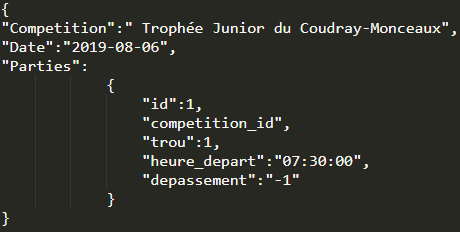 {
"Competition":" Trophée Junior du Coudray-Monceaux",
"Date":"2019-08-06",
"Parties":
{
"id":1,
"competition_id",
"trou":1,
"heure_depart":"07:30:00",
"depassement":"-1"
}
}